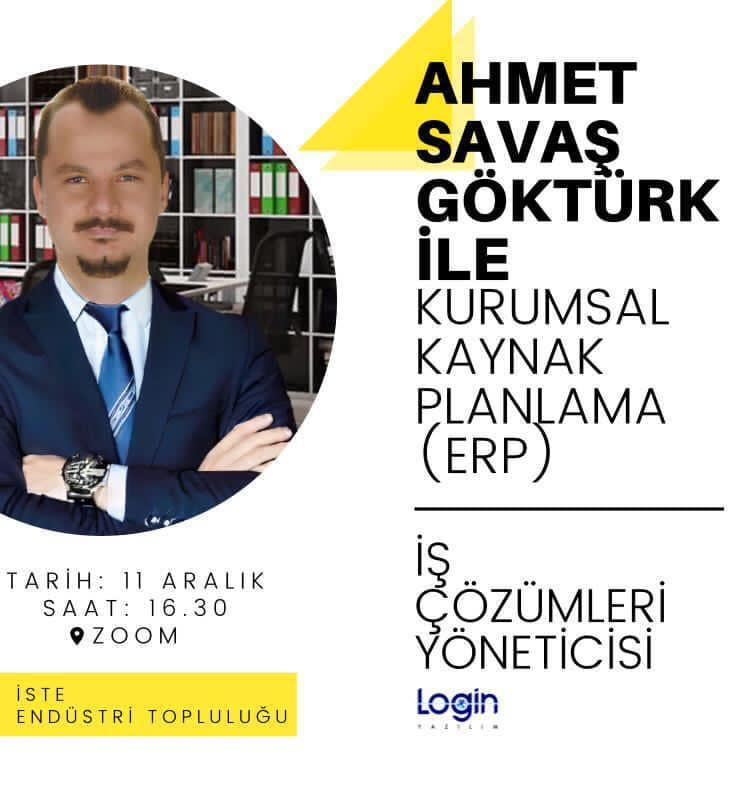 AHMET
SAVAŞ
GÖKTÜRK
İLE
KURUMSAL
KAYNAK
PLANLAMA
(ERP)
İŞ
ÇÖZÜMLERİ
YÖNETİCİSİ
Login
YAZILIM
TARİH: 11 ARALIK
SAAT: 16.30
ZOOM
İSTE
ENDÜSTRİ TOPLULUĞU